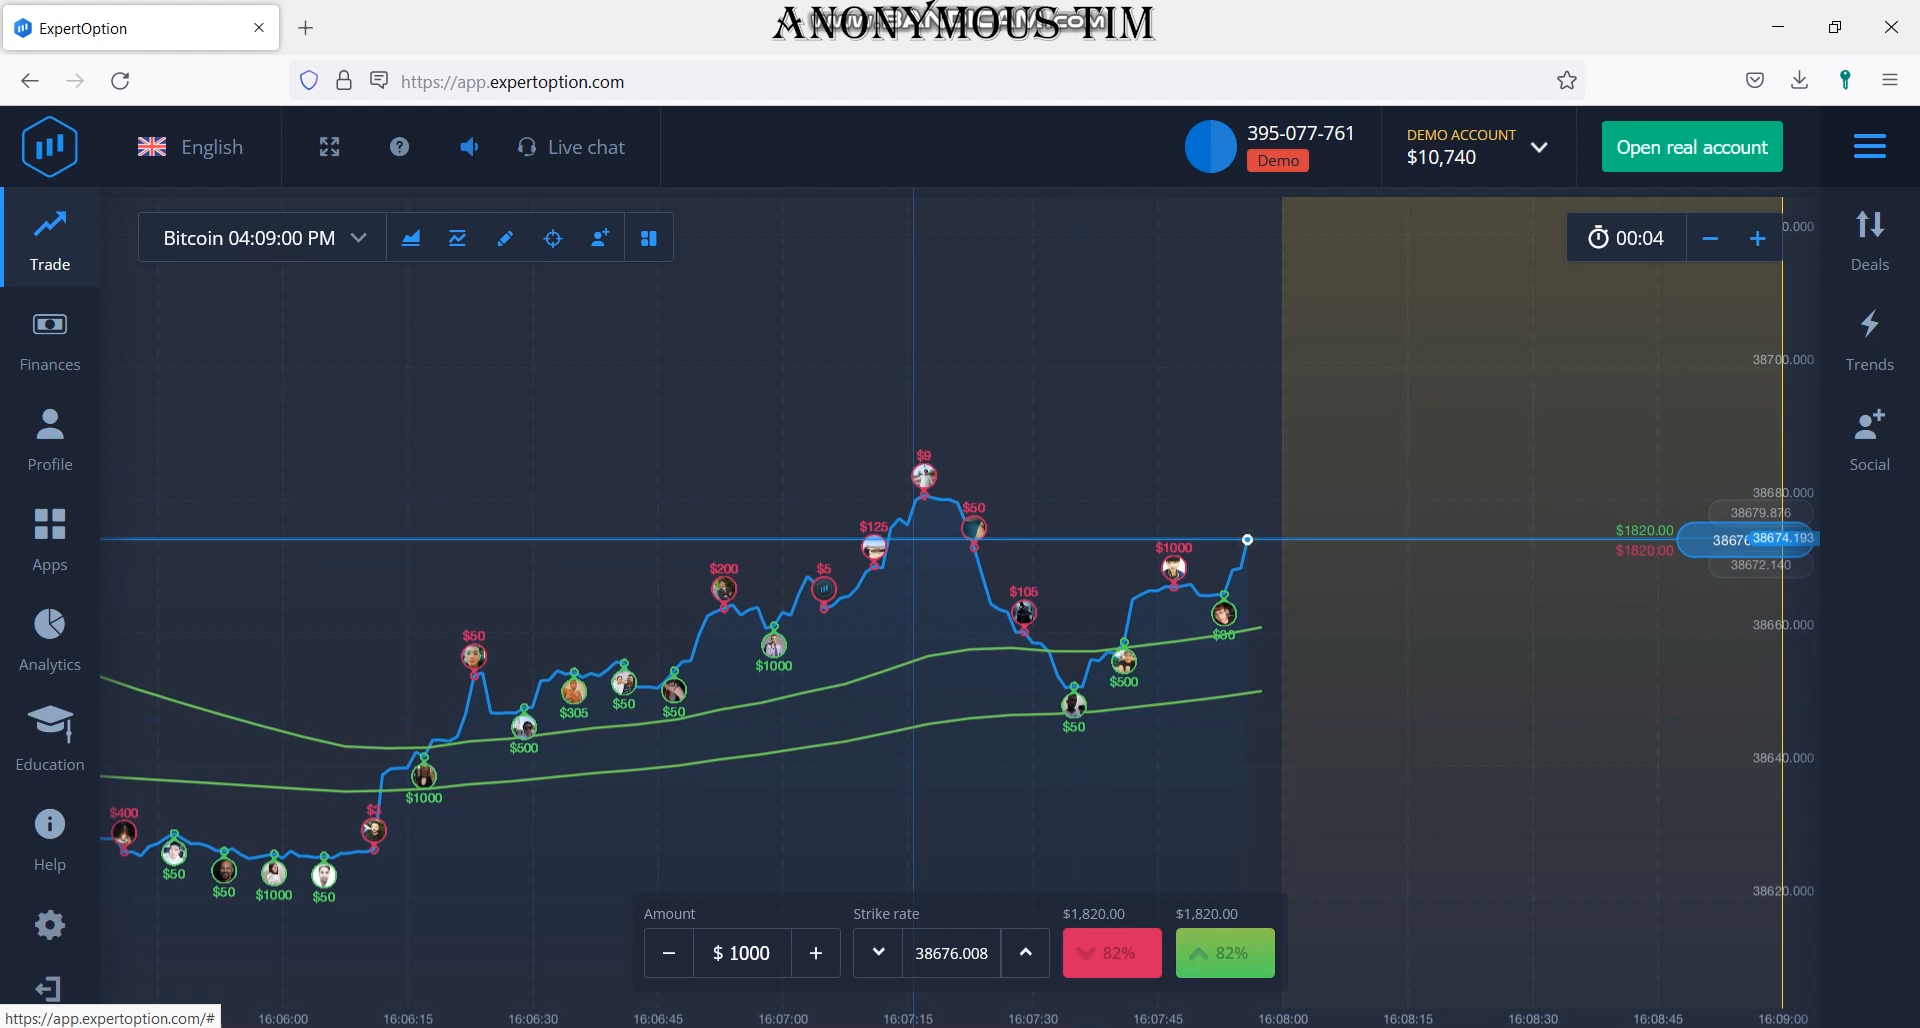 ExpertOption
ANONYMOUS TIM
www.BANDICAM.com
https://app.expertoption.com
English
Live chat
395-077-761
Demo
DEMO ACCOUNT
$10,740
Open real account
Trade
Finances
Profile
Apps
Analytics
Education
Help
Bitcoin 04:09:00 PM
00:04
Deals
Trends
Social
38700.000
38680.000
38679.876
38674.193
38672.140
38660.000
38640.000
38620.000
$1820.00
$1820.00
$9
$50
$125
$1000
$200
$5
$105
$50
$1000
$305
$50
$50
$500
$500
$50
$1000
$400
$50
$50
$1000
$50
Amount
Strike rate
$1,820.00
$1,820.00
$ 1000
38676.008
82%
82%
https://app.expertoption.com/#
16:06:00
16:06:15
16:06:30
16:06:45
16:07:00
16:07:15
16:07:30
16:07:45
16:08:00
16:08:15
16:08:30
16:08:45
16:09:00